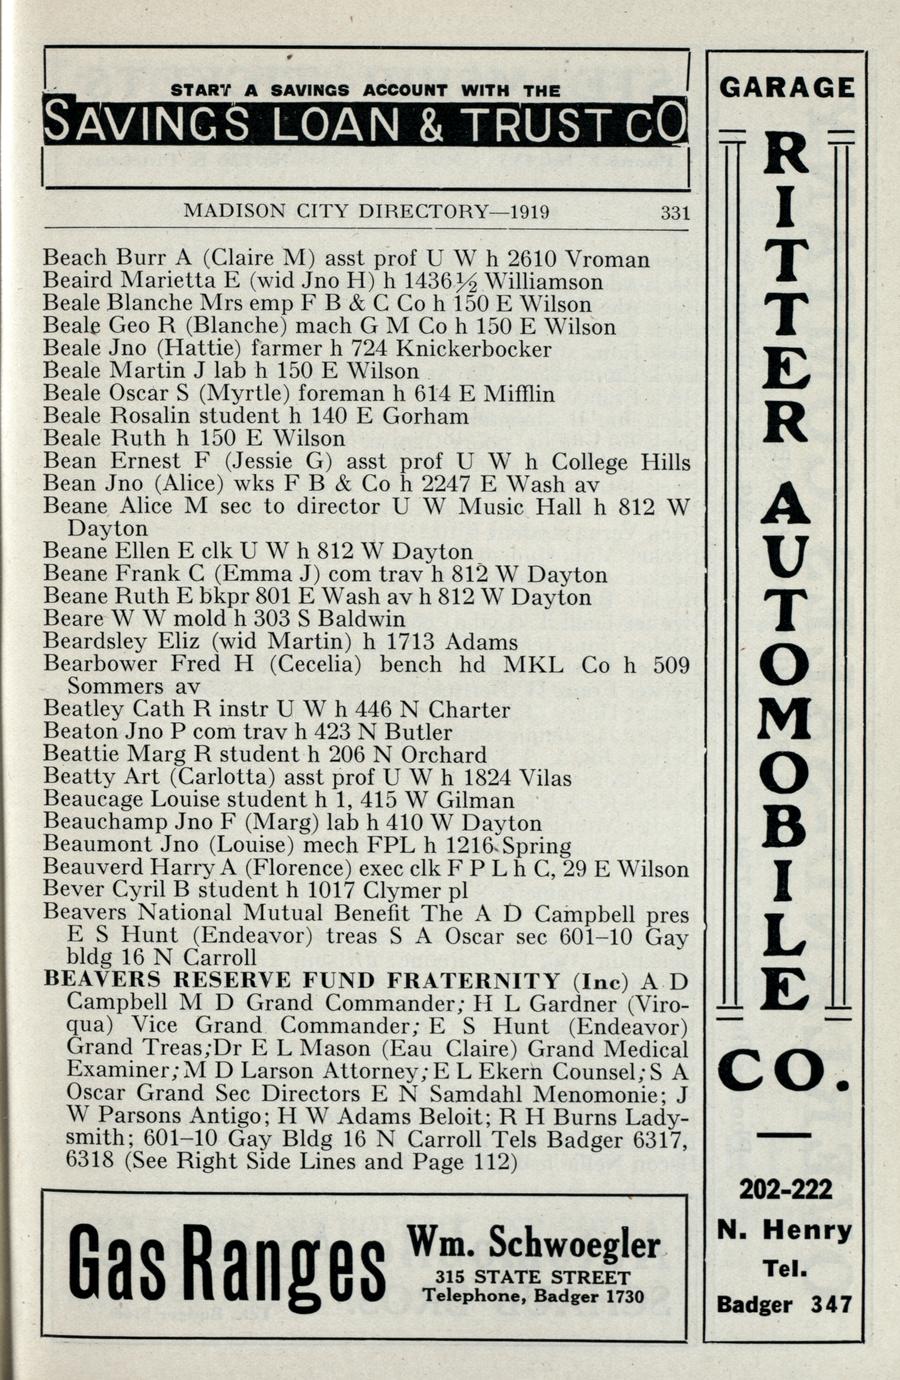 START A SAVINGS ACCOUNT WITH THE
SAVINGS LOAN & TRUST CO
MADISON CITY DIRECTORY—1919 331
Beach Burr A (Claire M) asst prof U W h 2610 Vroman
Beaird Marietta E (wid Jno H) h 1436½ Williamson
Beale Blanche Mrs emp F B & C Co h 150 E Wilson
Beale Geo R (Blanche) mach G M Co h 150 E Wilson
Beale Jno (Hattie) farmer h 724 Knickerbocker
Beale Martin J lab h 150 E Wilson
Beale Oscar S (Myrtle) foreman h 614 E Mifflin
Beale Rosalin student h 140 E Gorham
Beale Ruth h 150 E Wilson
Bean Ernest F (Jessie G) asst prof U W h College Hills
Bean Jno (Alice) wks F B & Co h 2247 E Wash av
Beane Alice M sec to director U W Music Hall h 812 W
Dayton
Beane Ellen E clk U W h 812 W Dayton
Beane Frank C (Emma J) com trav h 812 W Dayton
Beane Ruth E bkpr 801 E Wash av h 812 W Dayton
Beare W W mold h 303 S Baldwin
Beardsley Eliz (wid Martin) h 1713 Adams
Bearbower Fred H (Cecelia) bench hd MKL Co h 509
Sommers av
Beatley Cath R instr U W h 446 N Charter
Beaton Jno P com trav h 423 N Butler
Beattie Marg R student h 206 N Orchard
Beatty Art (Carlotta) asst prof U W h 1824 Vilas
Beaucage Louise student h 1, 415 W Gilman
Beauchamp Jno F (Marg) lab h 410 W Dayton
Beaumont Jno (Louise) mech FPL h 1216 Spring
Beauverd Harry A (Florence) exec clk F P L h C, 29 E Wilson
Bever Cyril B student h 1017 Clymer pl
Beavers National Mutual Benefit The A D Campbell pres
E S Hunt (Endeavor) treas S A Oscar sec 601–10 Gay
bldg 16 N Carroll
BEAVERS RESERVE FUND FRATERNITY (Inc) A D
Campbell M D Grand Commander; H L Gardner (Viro-
qua) Vice Grand Commander; E S Hunt (Endeavor)
Grand Treas;Dr E L Mason (Eau Claire) Grand Medical
Examiner; M D Larson Attorney; E L Ekern Counsel; S A
Oscar Grand Sec Directors E N Samdahl Menomonie; J
W Parsons Antigo; H W Adams Beloit; R H Burns Lady-
smith; 601–10 Gay Bldg 16 N Carroll Tels Badger 6317,
6318 (See Right Side Lines and Page 112)
Gas Ranges
Wm. Schwoegler
315 STATE STREET
Telephone, Badger 1730
GARAGE
RITTER AUTOMOBILE
CO.
202-222
N. Henry
Tel.
Badger 347